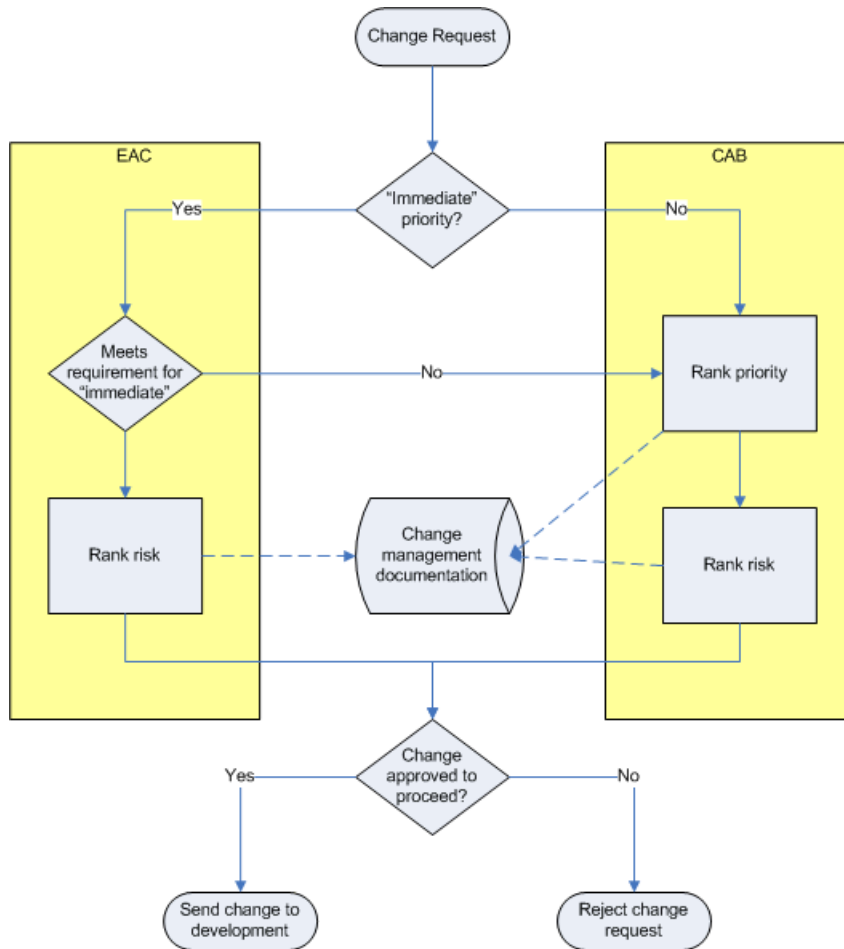 Change Request
EAC
CAB
“Immediate”
priority?
Yes
No
Meets
requirement for
“immediate”
No
Rank priority
Rank risk
Change
management
documentation
Rank risk
Change
approved to
proceed?
Yes
No
Send change to
development
Reject change
request